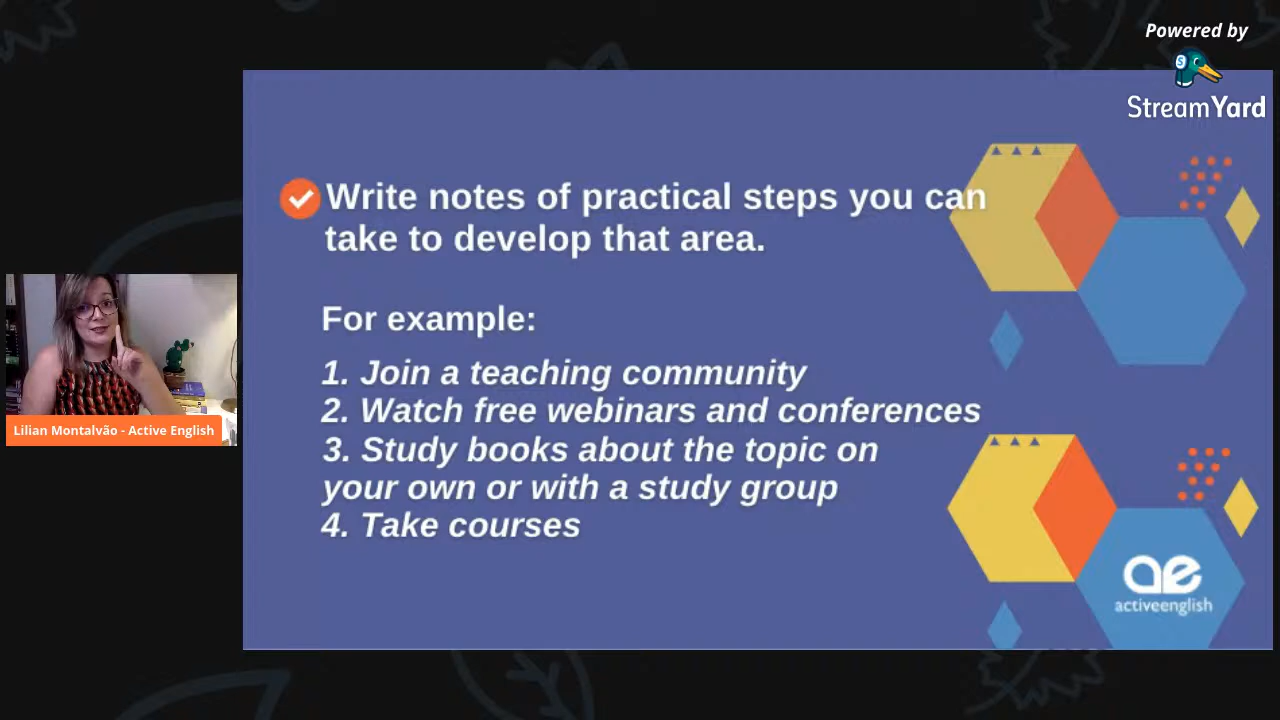 Powered by
StreamYard
Write notes of practical steps you can
take to develop that area.
For example:
1. Join a teaching community
2. Watch free webinars and conferences
3. Study books about the topic on
your own or with a study group
4. Take courses
Lilian Montalvão - Active English
ae
activeenglish